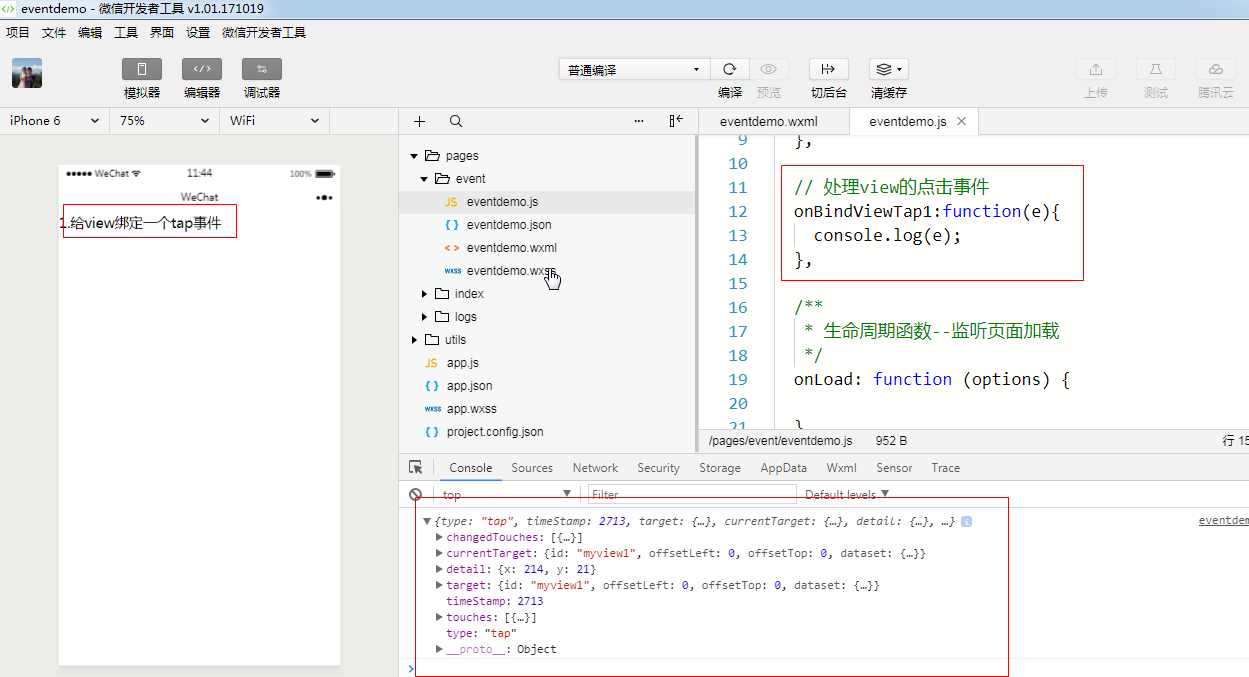 eventdemo - 微信开发者工具 v1.01.171019
项目 文件 编辑 工具 界面 设置 微信开发者工具
普通编译
模拟器 编辑器 调试器 编译 预览 切后台 清缓存 上传 测试 腾讯云
iPhone 6 75% WiFi
eventdemo.wxml eventdemo.js
WeChat 11:44 100%
WeChat
1.给view绑定一个tap事件
pages
event
JS eventdemo.js
{ } eventdemo.json
< > eventdemo.wxml
wxss eventdemo.wxss
index
logs
utils
JS app.js
{ } app.json
wxss app.wxss
{ } project.config.json
9 },
10
11 // 处理view的点击事件
12 onBindViewTap1:function(e){
13 console.log(e);
14 },
15
16 /**
17 * 生命周期函数--监听页面加载
18 */
19 onLoad: function (options) {
20
21 }
/pages/event/eventdemo.js 952 B 行 15
Console Sources Network Security Storage AppData Wxml Sensor Trace
top Filter Default levels
{type: "tap", timeStamp: 2713, target: {…}, currentTarget: {…}, detail: {…}, …} i
eventdem
changedTouches: [{…}]
currentTarget: {id: "myview1", offsetLeft: 0, offsetTop: 0, dataset: {…}}
detail: {x: 214, y: 21}
target: {id: "myview1", offsetLeft: 0, offsetTop: 0, dataset: {…}}
timeStamp: 2713
touches: [{…}]
type: "tap"
__proto__: Object